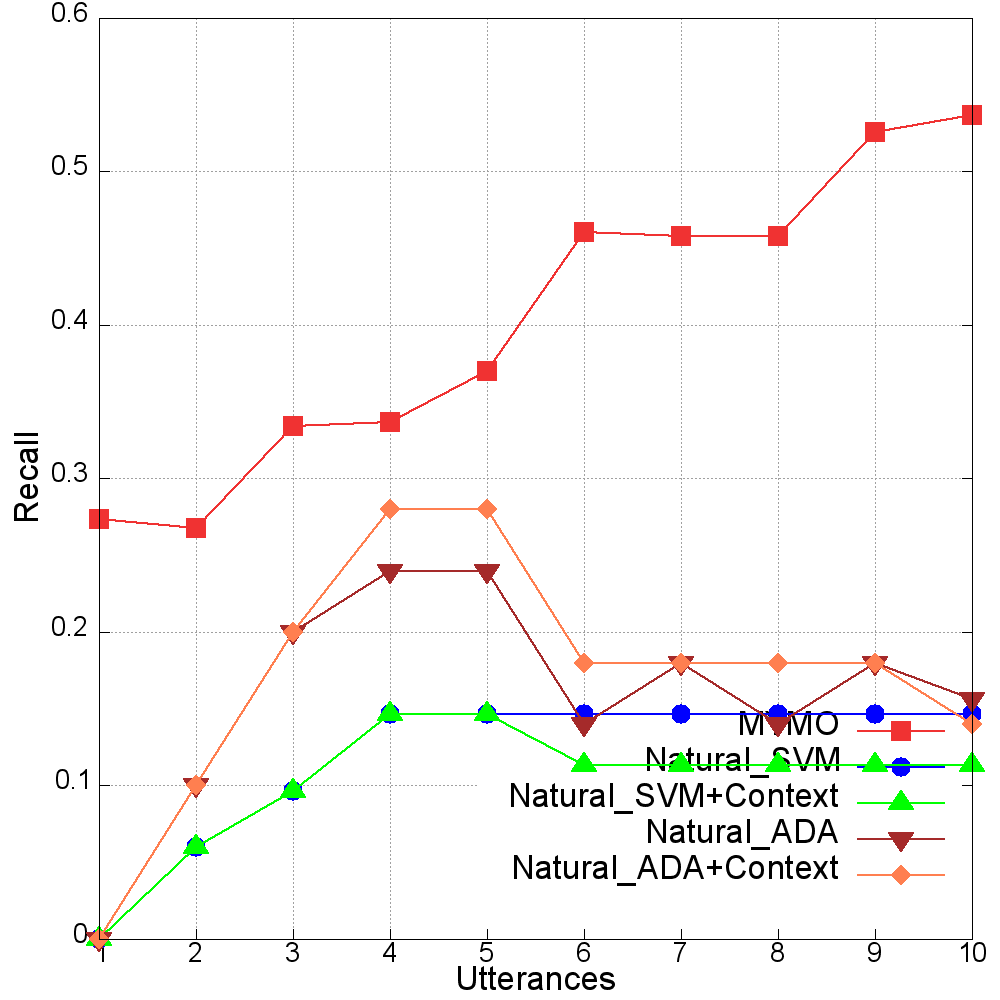 0.6
0.5
0.4
0.3
0.2
0.1
0
Recall
Natural_SVM
Natural_SVM+Context
Natural_ADA
Natural_ADA+Context
1 2 3 4 5 6 7 8 9 10
Utterances